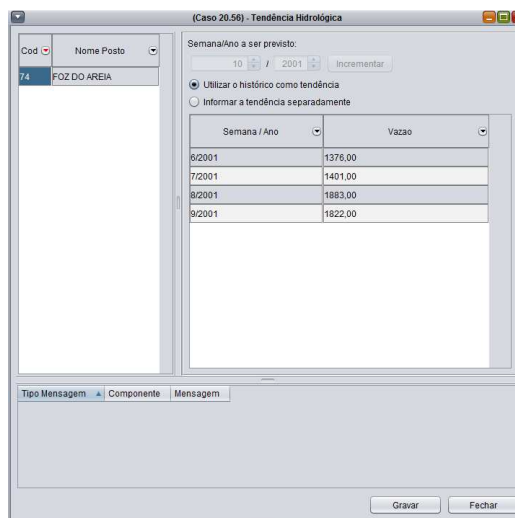 (Caso 20.56) - Tendência Hidrológica
Cod Nome Posto
74 FOZ DO AREIA
Semana/Ano a ser previsto:
10 / 2001 Incrementar
Utilizar o histórico como tendência
Informar a tendência separadamente
Semana / Ano Vazao
6/2001 1376,00
7/2001 1401,00
8/2001 1883,00
9/2001 1822,00
Tipo Mensagem Componente Mensagem
Gravar Fechar